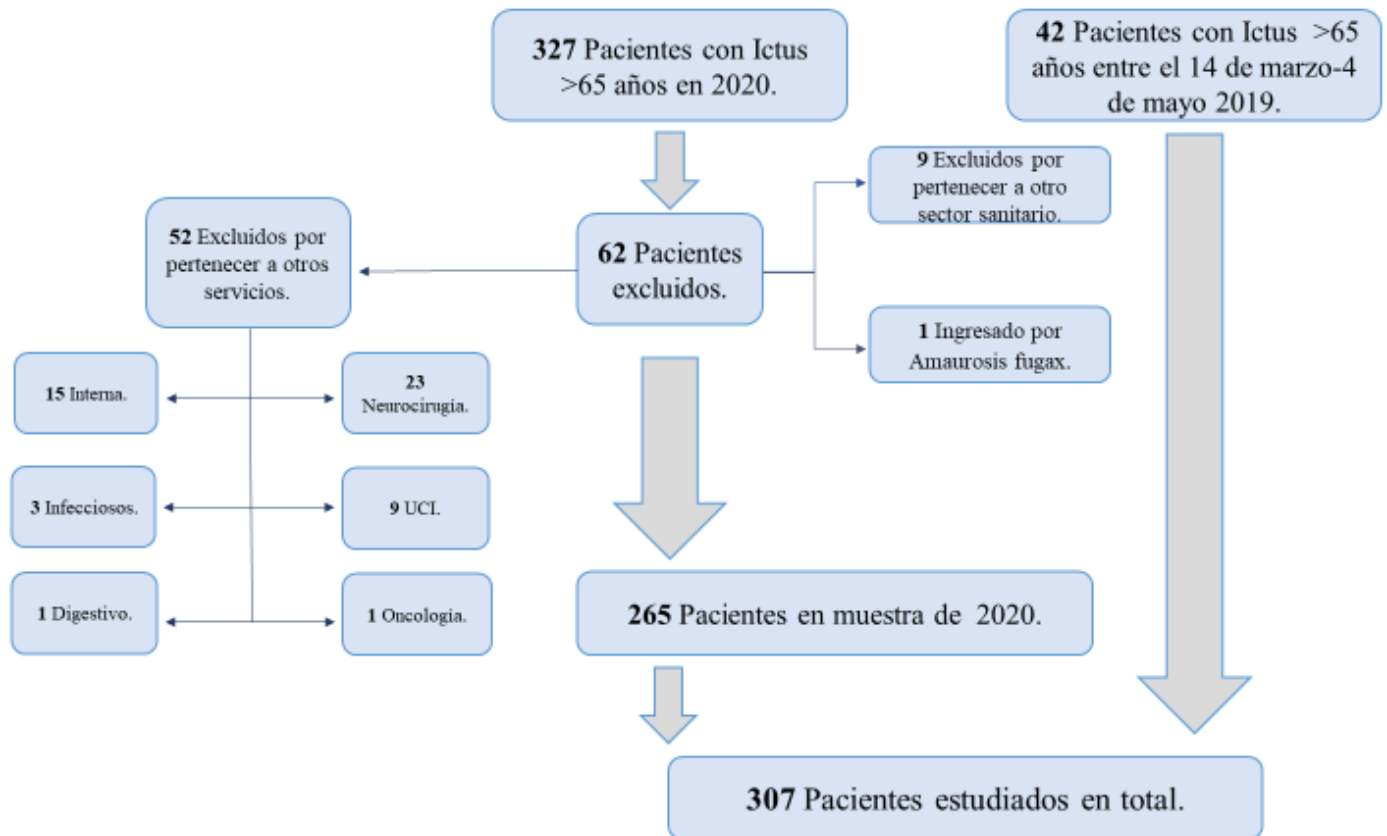 327 Pacientes con Ictus
>65 años en 2020.
42 Pacientes con Ictus >65
años entre el 14 de marzo-4
de mayo 2019.
9 Excluidos por
pertenecer a otro
sector sanitario.
52 Excluidos por
pertenecer a otros
servicios.
62 Pacientes
excluidos.
1 Ingresado por
Amaurosis fugax.
15 Interna.
23
Neurocirugía.
3 Infecciosos.
9 UCI.
1 Digestivo.
1 Oncología.
265 Pacientes en muestra de 2020.
307 Pacientes estudiados en total.